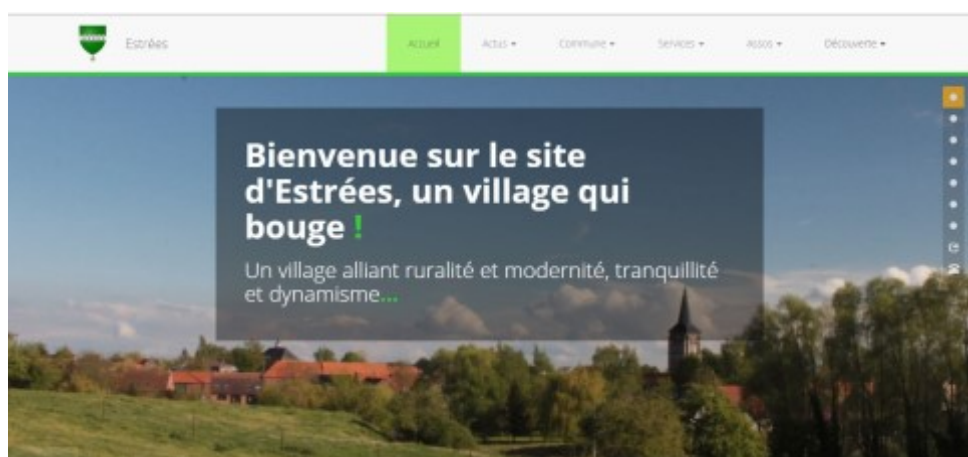 Estrées
Accueil
Actus
Commune
Services
Assos
Découverte
Bienvenue sur le site
d'Estrées, un village qui
bouge !
Un village alliant ruralité et modernité, tranquillité
et dynamisme...